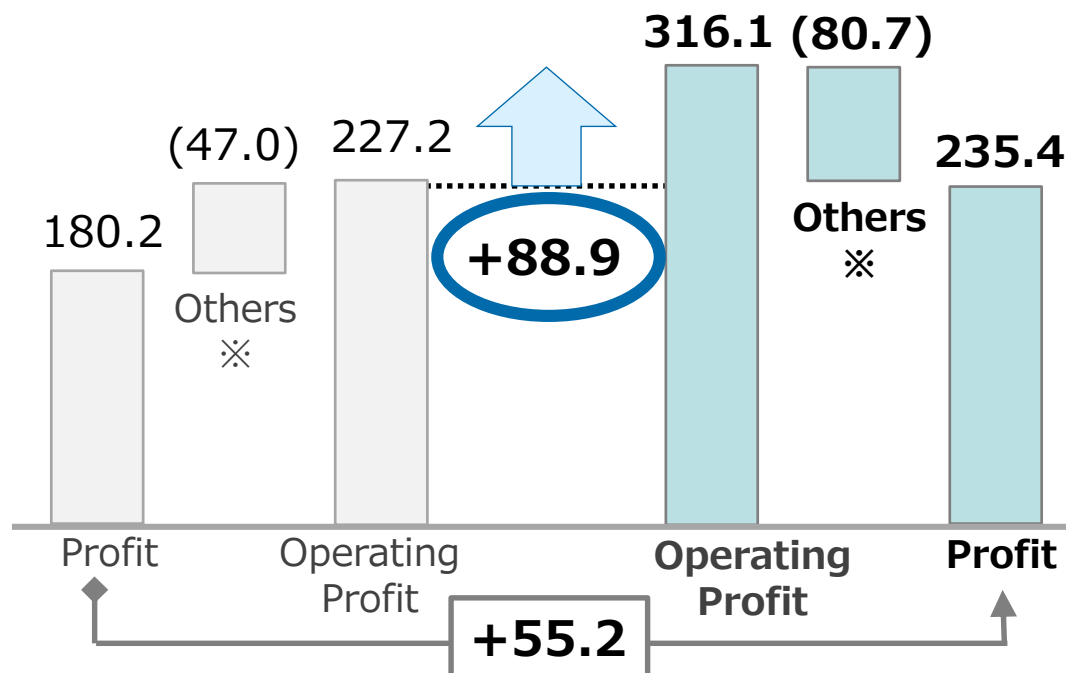 316.1 (80.7)
(47.0) 227.2
235.4
180.2
Others
※
+88.9
Others
※
Profit
Operating
Profit
Operating
Profit
Profit
+55.2